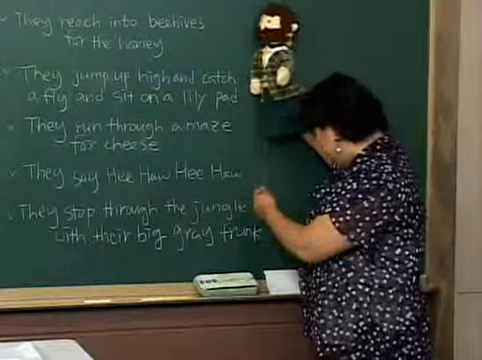 They reach into beehives
for the honey
They jump up high and catch
a fly and sit on a lily pad
They run through a maze
for cheese
They say Hee Haw Hee Haw
They stop through the jungle
with their big gray trunk